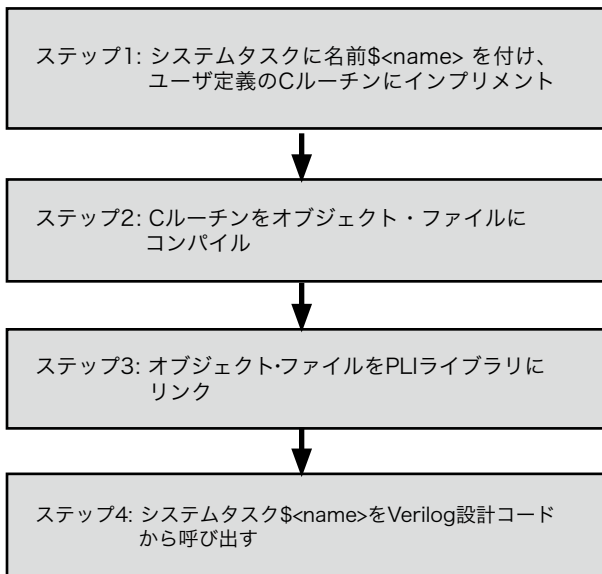 ステップ1: システムタスクに名前$<name> を付け、
ユーザ定義のCルーチンにインプリメント
ステップ2: Cルーチンをオブジェクト・ファイルに
コンパイル
ステップ3: オブジェクト・ファイルをPLIライブラリに
リンク
ステップ4: システムタスク$<name>をVerilog設計コード
から呼び出す